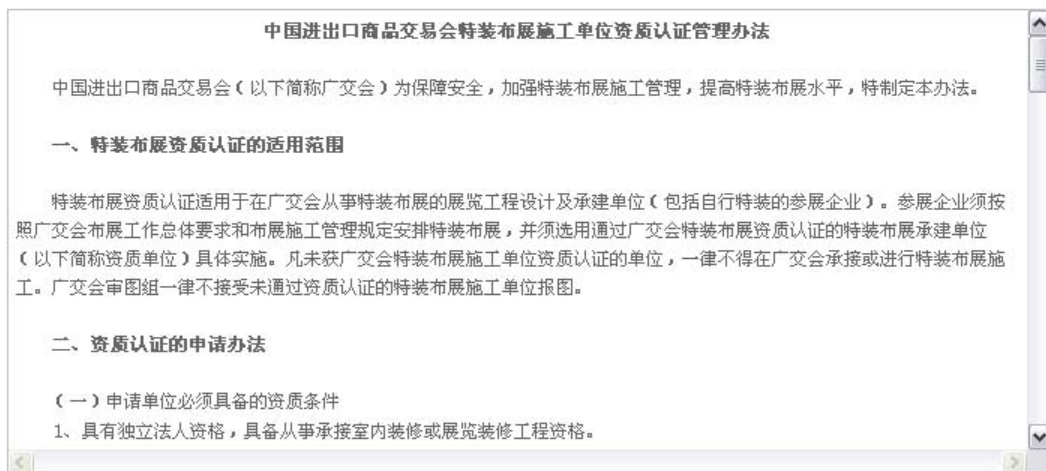 中国进出口商品交易会特装布展施工单位资质认证管理办法
中国进出口商品交易会(以下简称广交会)为保障安全,加强特装布展施工管理,提高特装布展水平,特制定本办法。
一、特装布展资质认证的适用范围
特装布展资质认证适用于在广交会从事特装布展的展览工程设计及承建单位(包括自行特装的参展企业)。参展企业须按
照广交会布展工作总体要求和布展施工管理规定安排特装布展,并须选用通过广交会特装布展资质认证的特装布展承建单位
(以下简称资质单位)具体实施。凡未获广交会特装布展施工单位资质认证的单位,一律不得在广交会承接或进行特装布展施
工。广交会审图组一律不接受未通过资质认证的特装布展施工单位报图。
二、资质认证的申请办法
(一)申请单位必须具备的资质条件
1、具有独立法人资格,具备从事承接室内装修或展览装修工程资格。